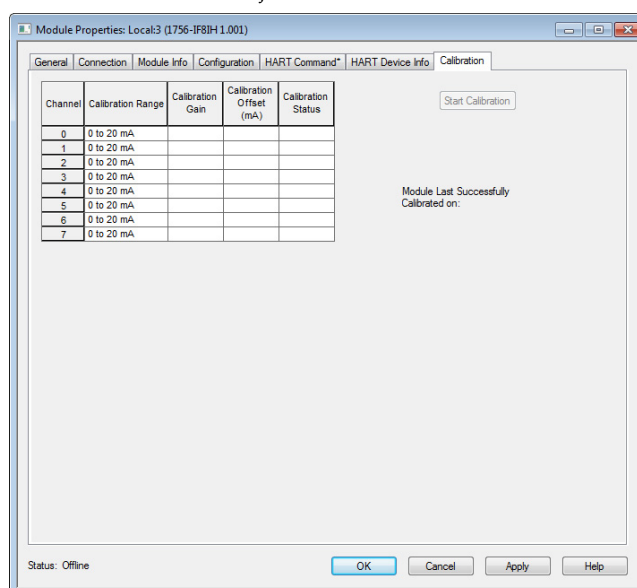 Module Properties: Local:3 (1756-IF8IH 1.001)
General Connection Module Info Configuration HART Command* HART Device Info Calibration
Channel Calibration Range Calibration Gain Calibration Offset (mA) Calibration Status
Start Calibration
0 0 to 20 mA
1 0 to 20 mA
2 0 to 20 mA
3 0 to 20 mA
4 0 to 20 mA
5 0 to 20 mA
6 0 to 20 mA
7 0 to 20 mA
Module Last Successfully
Calibrated on:
Status: Offline
OK Cancel Apply Help